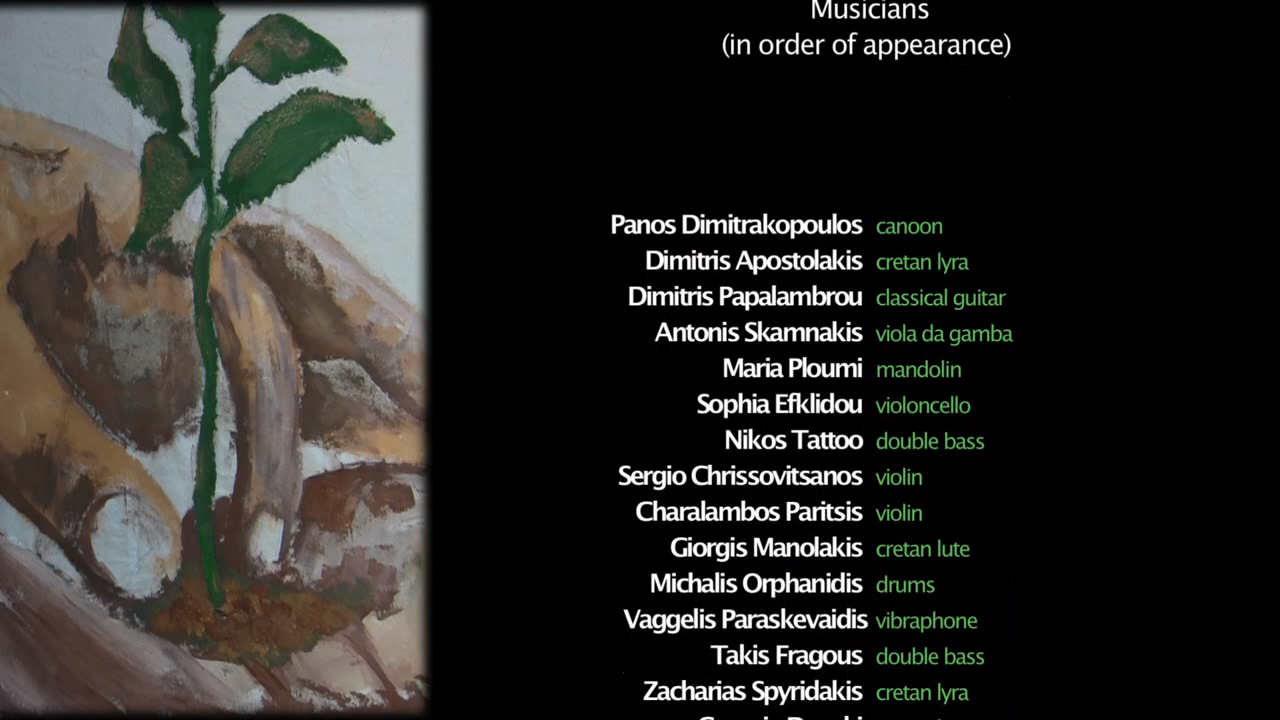 Musicians
(in order of appearance)
Panos Dimitrakopoulos canoon
Dimitris Apostolakis cretan lyra
Dimitris Papalambrou classical guitar
Antonis Skamnakis viola da gamba
Maria Ploumi mandolin
Sophia Efklidou violoncello
Nikos Tattoo double bass
Sergio Chrissovitsanos violin
Charalambos Paritsis violin
Giorgis Manolakis cretan lute
Michalis Orphanidis drums
Vaggelis Paraskevaidis vibraphone
Takis Fragous double bass
Zacharias Spyridakis cretan lyra